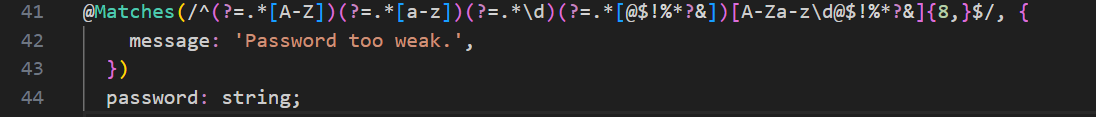 41 @Matches(/^(?=.*[A-Z])(?=.*[a-z])(?=.*\d)(?=.*[@$!%*?&])[A-Za-z\d@$!%*?&]{8,}$/, {
42 message: 'Password too weak.',
43 })
44 password: string;